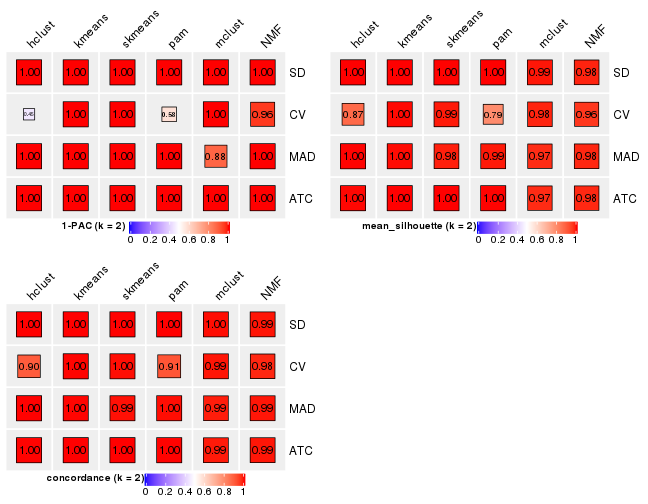 hclust kmeans skmeans pam mclust NMF
1.00 1.00 1.00 1.00 1.00 1.00 SD
1.00 1.00 0.58 1.00 0.96 CV
1.00 1.00 1.00 1.00 0.88 1.00 MAD
1.00 1.00 1.00 1.00 1.00 1.00 ATC
1-PAC (k = 2)
0 0.2 0.4 0.6 0.8 1
hclust kmeans skmeans pam mclust NMF
1.00 1.00 1.00 1.00 0.99 0.98 SD
0.87 1.00 0.99 0.79 0.98 0.96 CV
1.00 1.00 0.98 0.99 0.97 0.98 MAD
1.00 1.00 1.00 1.00 0.97 0.98 ATC
mean_silhouette (k = 2)
0 0.2 0.4 0.6 0.8 1
hclust kmeans skmeans pam mclust NMF
1.00 1.00 1.00 1.00 1.00 0.99 SD
0.90 1.00 1.00 0.91 0.99 0.98 CV
1.00 1.00 0.99 1.00 0.99 0.99 MAD
1.00 1.00 1.00 1.00 0.99 0.99 ATC
concordance (k = 2)
0 0.2 0.4 0.6 0.8 1